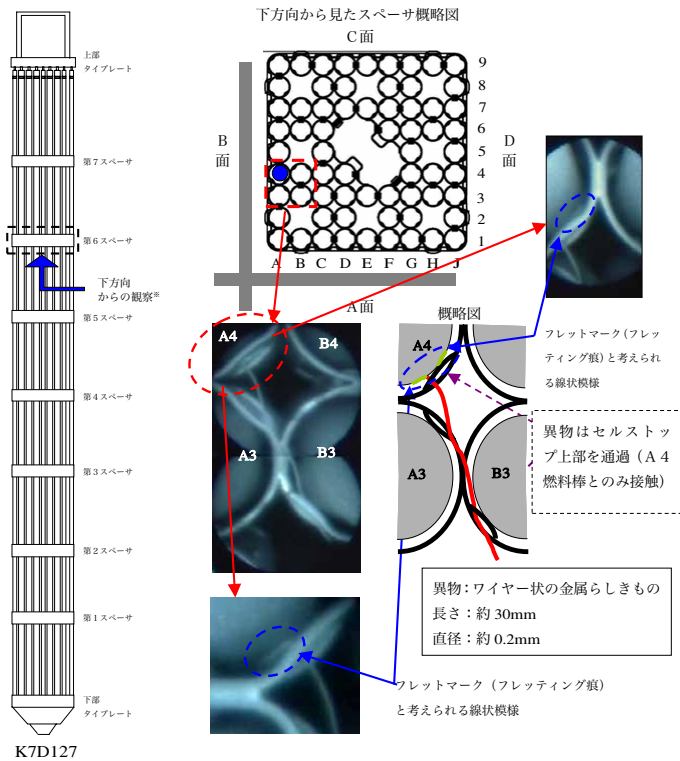 下方向から見たスペーサ概略図
C面
上部
タイプレート
第7スペーサ
第6スペーサ
下方向
からの観察※
第5スペーサ
第4スペーサ
第3スペーサ
第2スペーサ
第1スペーサ
下部
タイプレート
K7D127
B
面
D
面
9
8
7
6
5
4
3
2
1
A B C D E F G H J
A面
A4
B4
A3
B3
概略図
A4
A3
B3
フレットマーク(フレッ
ティング痕)と考えられ
る線状模様
異物はセルストッ
プ上部を通過(A4
燃料棒とのみ接触)
異物:ワイヤー状の金属らしきもの
長さ:約30mm
直径:約0.2mm
フレットマーク(フレッティング痕)
と考えられる線状模様